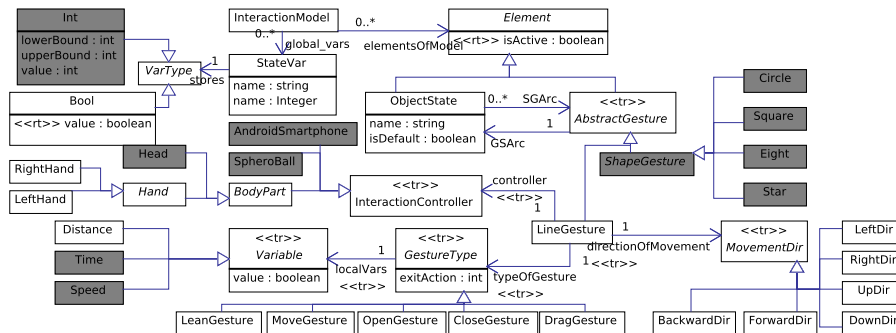 Int
lowerBound : int
upperBound : int
value : int
InteractionModel
0..*
Element
<<rt>> isActive : boolean
0..*
global_vars
elementsOfModel
VarType
1
stores
StateVar
name : string
name : Integer
Bool
<<rt>> value : boolean
ObjectState
name : string
isDefault : boolean
0..*
SGArc
1
GSArc
<<tr>>
AbstractGesture
Circle
Square
Eight
Star
ShapeGesture
AndroidSmartphone
SpheroBall
Head
RightHand
LeftHand
Hand
BodyPart
<<tr>>
InteractionController
controller
<<tr>>
1
LineGesture
1
directionOfMovement
1
<<tr>>
<<tr>>
MovementDir
LeftDir
RightDir
UpDir
DownDir
BackwardDir
ForwardDir
Distance
Time
Speed
<<tr>>
Variable
value : boolean
1
localVars
<<tr>>
<<tr>>
GestureType
exitAction : int
typeOfGesture
<<tr>>
LeanGesture
MoveGesture
OpenGesture
CloseGesture
DragGesture